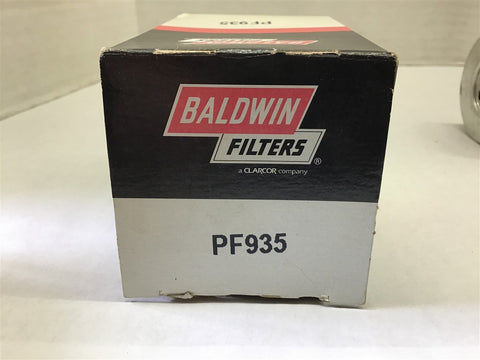 PF935
BALDWIN
FILTERS®
a CLARCOR company
PF935